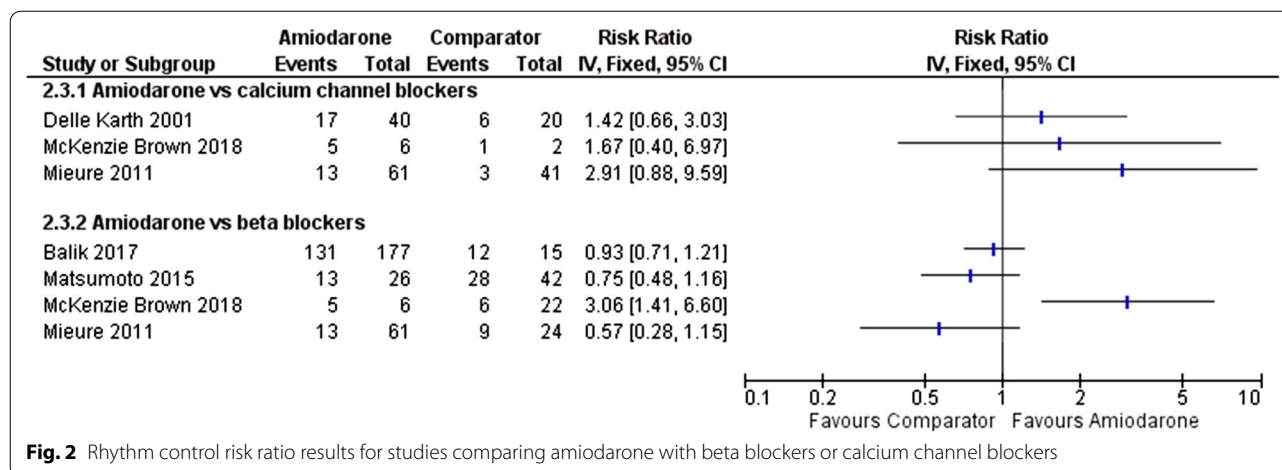 Amiodarone Comparator Risk Ratio Risk Ratio
Study or Subgroup Events Total Events Total IV, Fixed, 95% CI IV, Fixed, 95% CI
2.3.1 Amiodarone vs calcium channel blockers
Delle Karth 2001 17 40 6 20 1.42 [0.66, 3.03]
McKenzie Brown 2018 5 6 1 2 1.67 [0.40, 6.97]
Mieure 2011 13 61 3 41 2.91 [0.88, 9.59]
2.3.2 Amiodarone vs beta blockers
Balik 2017 131 177 12 15 0.93 [0.71, 1.21]
Matsumoto 2015 13 26 28 42 0.75 [0.48, 1.16]
McKenzie Brown 2018 5 6 6 22 3.06 [1.41, 6.60]
Mieure 2011 13 61 9 24 0.57 [0.28, 1.15]
0.1 0.2 0.5 1 2 5 10
Favours Comparator Favours Amiodarone
Fig. 2 Rhythm control risk ratio results for studies comparing amiodarone with beta blockers or calcium channel blockers